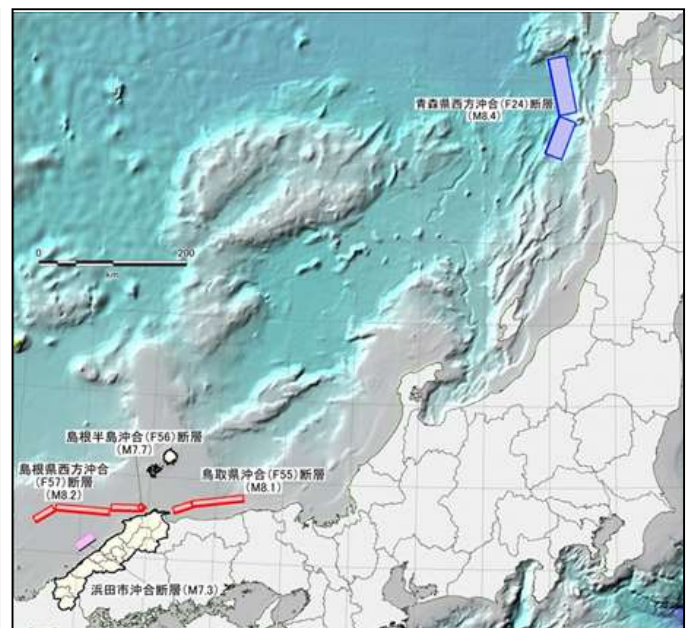 青森県西方沖合(F24)断層
(M8.4)
0
200
km
島根半島沖合(F56)断層
(M7.7)
島根県西方沖合
(F57)断層
(M8.2)
鳥取県沖合(F55)断層
(M8.1)
浜田市沖合断層(M7.3)